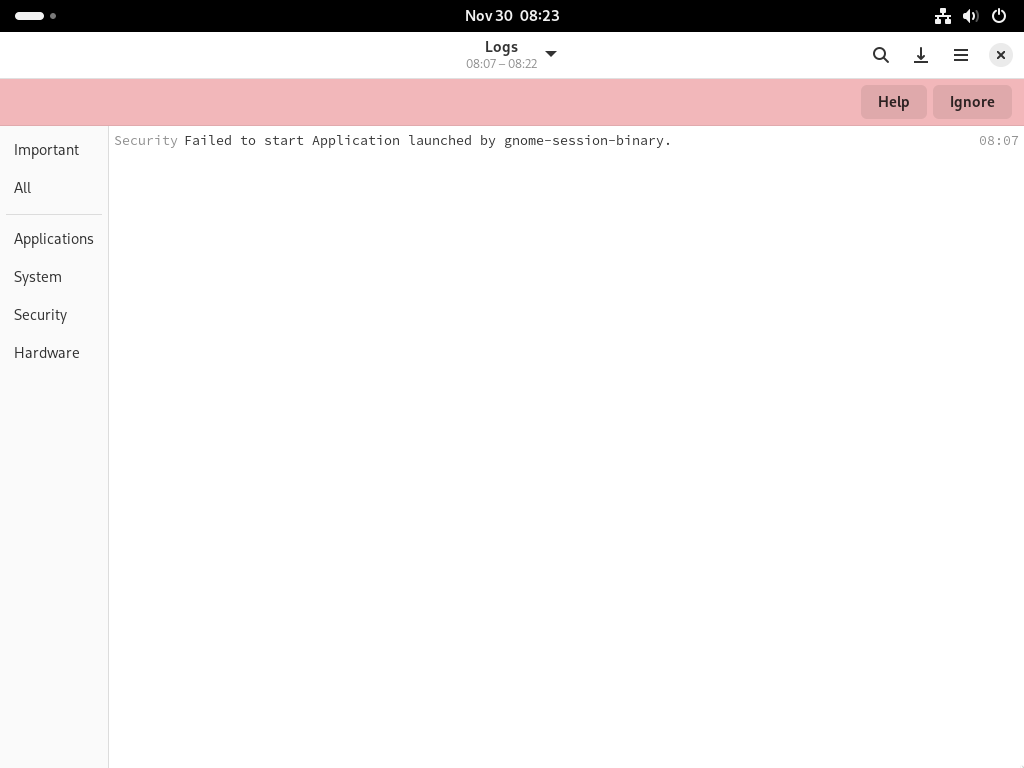 Nov 30 08:23
Logs
08:07 – 08:22
Help
Ignore
Important
All
Applications
System
Security
Hardware
Security Failed to start Application launched by gnome-session-binary. 08:07